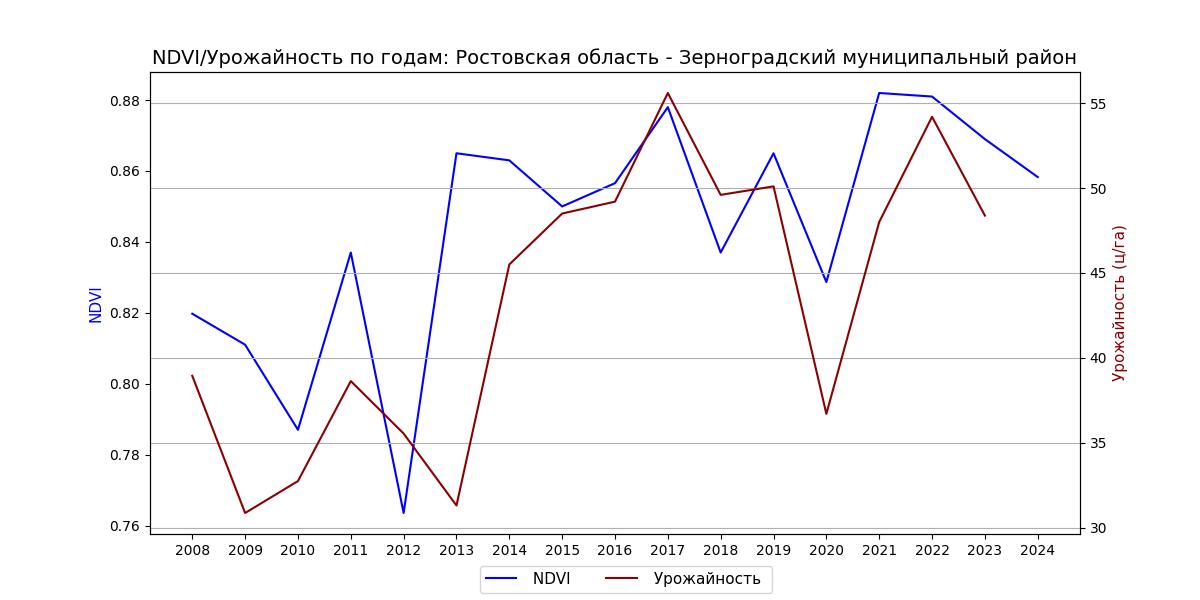 NDVI/Урожайность по годам: Ростовская область - Зерноградский муниципальный район
0.88
0.86
0.84
0.82
0.80
0.78
0.76
NDVI
55
50
45
40
35
30
Урожайность (ц/га)
2008 2009 2010 2011 2012 2013 2014 2015 2016 2017 2018 2019 2020 2021 2022 2023 2024
NDVI Урожайность